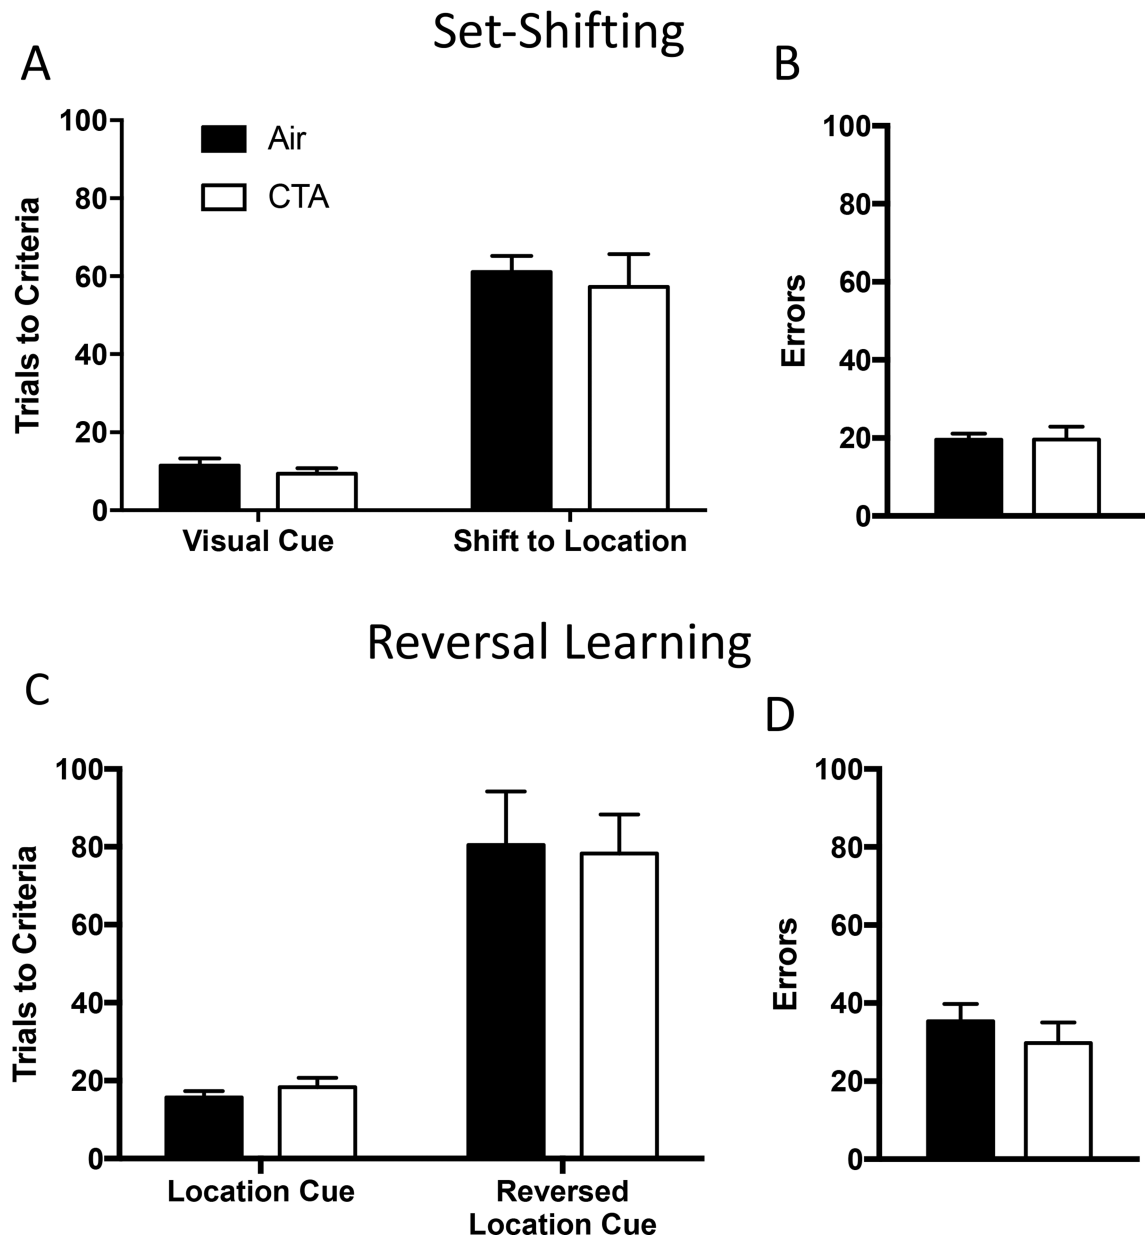 Set-Shifting
A
B
100
80
60
40
20
0
Trials to Criteria
Air
CTA
Visual Cue
Shift to Location
100
80
60
40
20
0
Errors
Reversal Learning
C
D
100
80
60
40
20
0
Trials to Criteria
Location Cue
Reversed
Location Cue
100
80
60
40
20
0
Errors